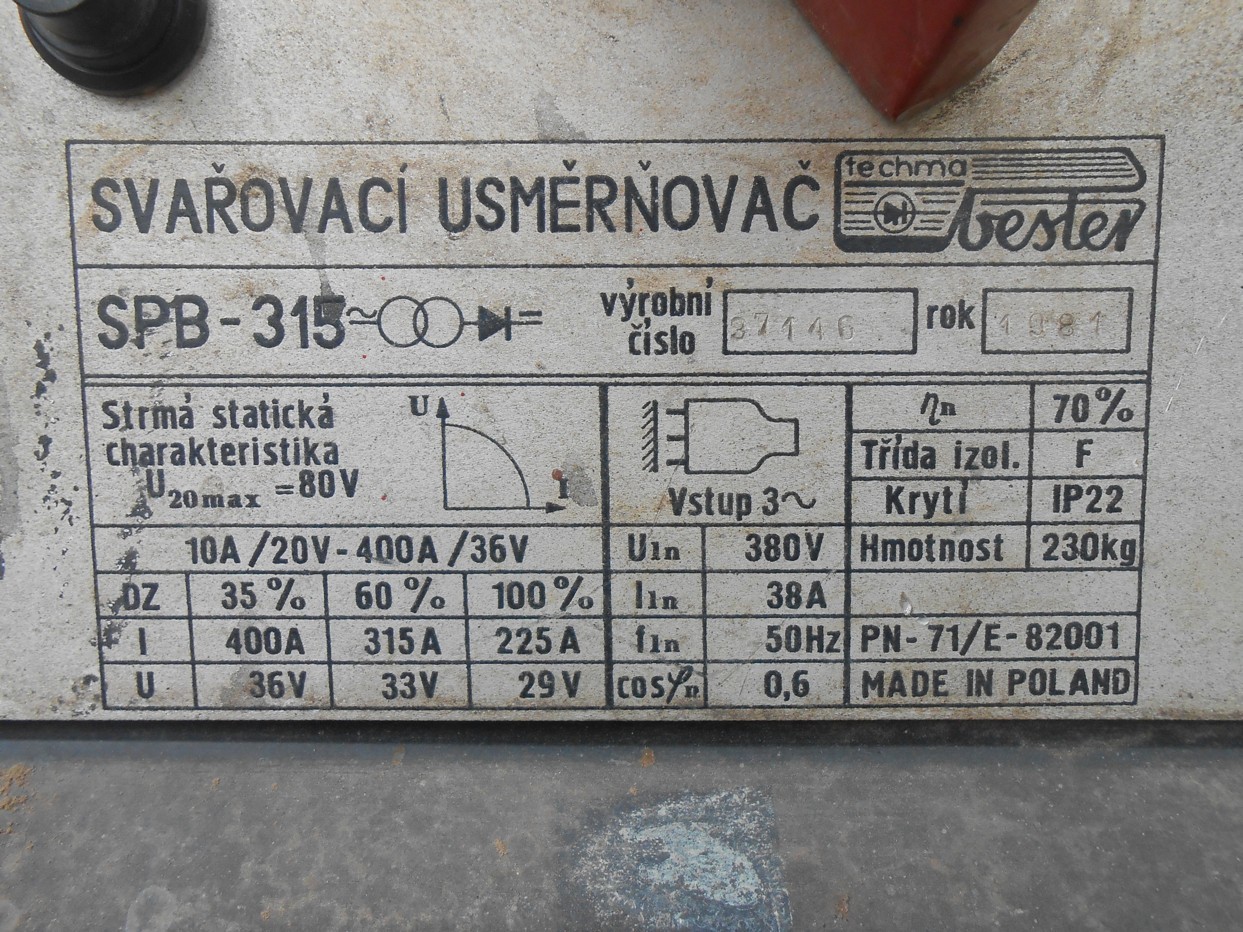 SVAŘOVACÍ USMĚRŇOVAČ techma bester
SPB-315 výrobní číslo 37146 rok 1981
Strmá statická
charakteristika
U20max =80V
U
I
Vstup 3~
ηn 70%
Třída izol. F
Krytí IP22
10A/20V-400A/36V U1n 380V Hmotnost 230kg
DZ 35% 60% 100% I1n 38A
I 400A 315A 225A f1n 50Hz PN-71/E-82001
U 36V 33V 29V cosφn 0,6 MADE IN POLAND